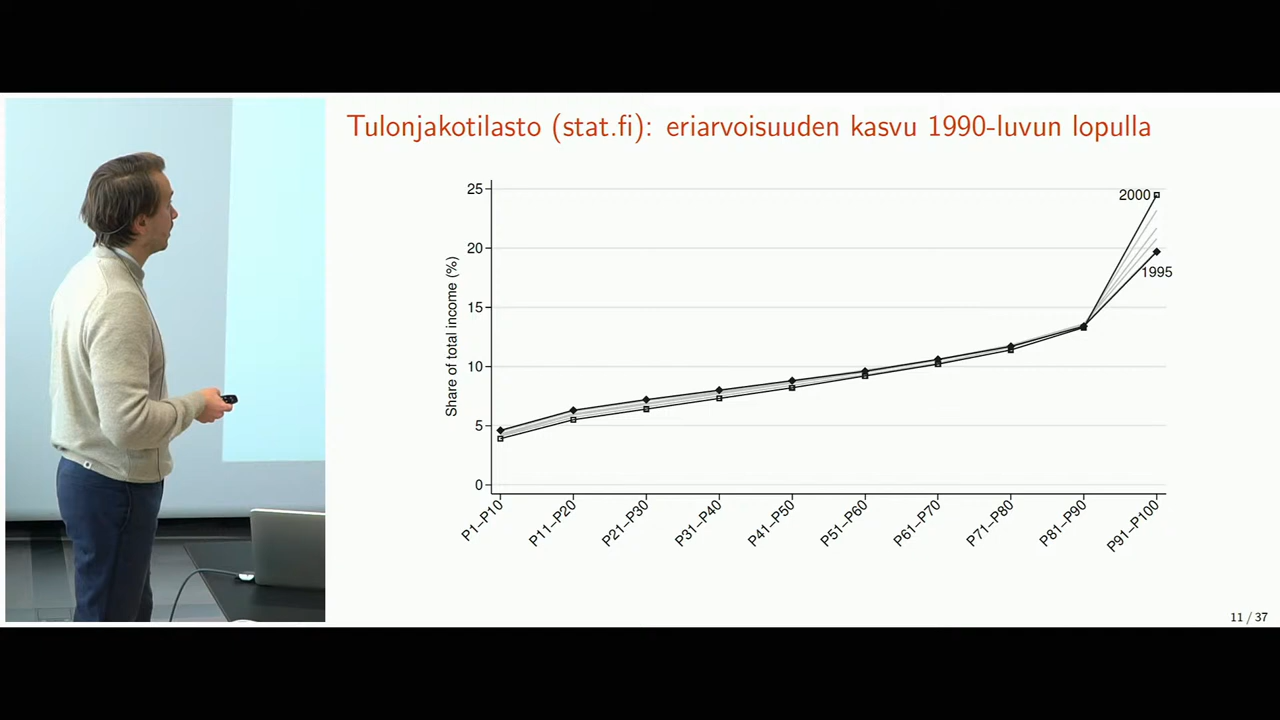 Tulonjakotilasto (stat.fi): eriarvoisuuden kasvu 1990-luvun lopulla
25
20
15
10
5
0
Share of total income (%)
2000
1995
P1–P10
P11–P20
P21–P30
P31–P40
P41–P50
P51–P60
P61–P70
P71–P80
P81–P90
P91–P100
11 / 37